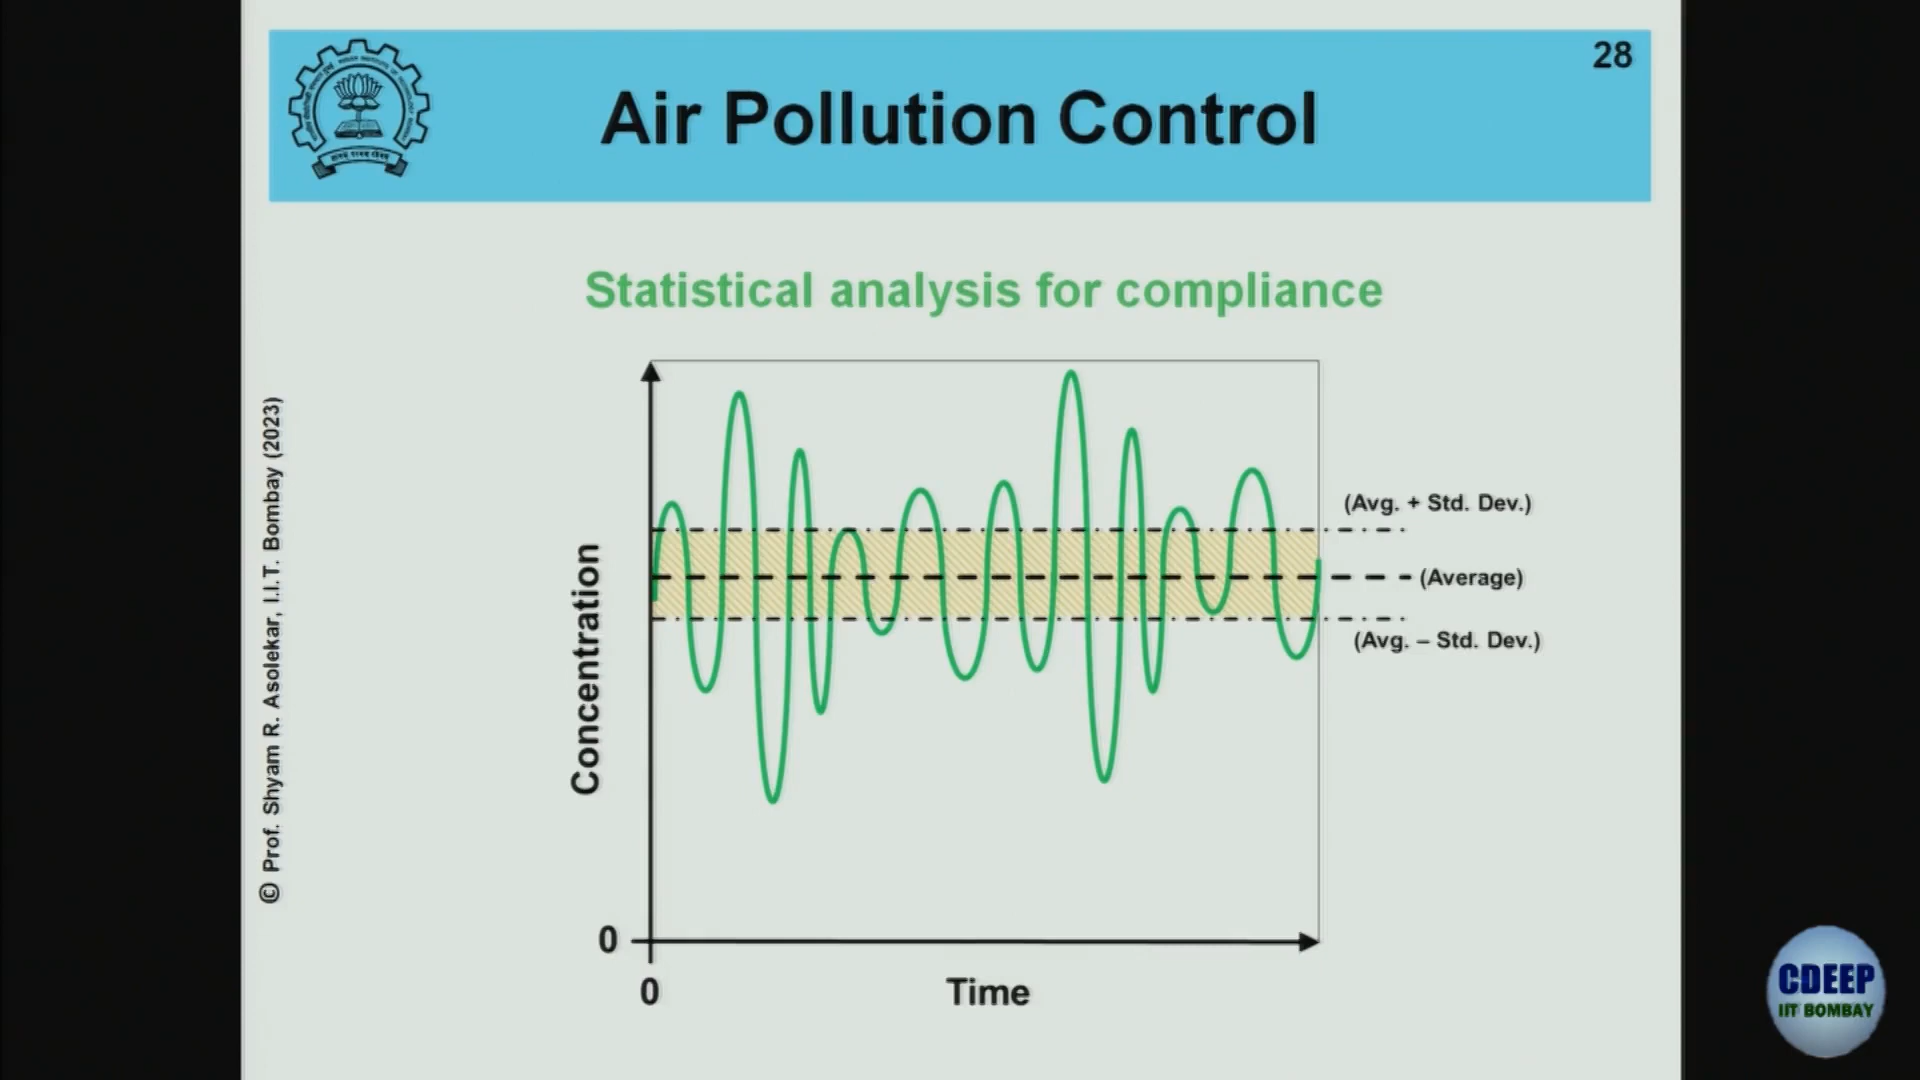 28
Air Pollution Control
Statistical analysis for compliance
© Prof. Shyam R. Asolekar, I.I.T. Bombay (2023)
Concentration
(Avg. + Std. Dev.)
(Average)
(Avg. – Std. Dev.)
0
0
Time
CDEEP
IIT BOMBAY